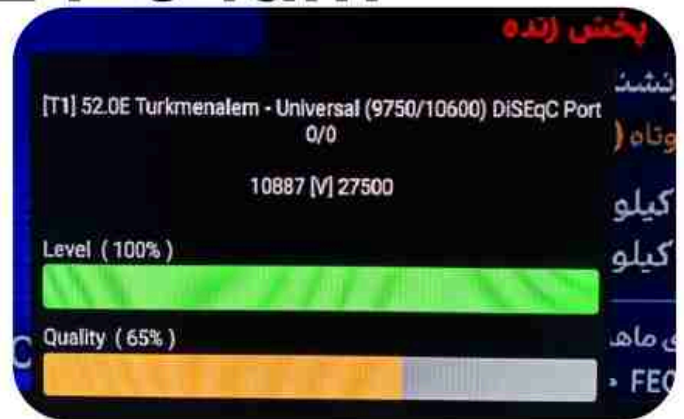 پخش زنده
[T1] 52.0E Turkmenalem - Universal (9750/10600) DiSEqC Port
0/0
10887 [V] 27500
کیلو
Level (100%)
کیلو
Quality (65%)
FEC